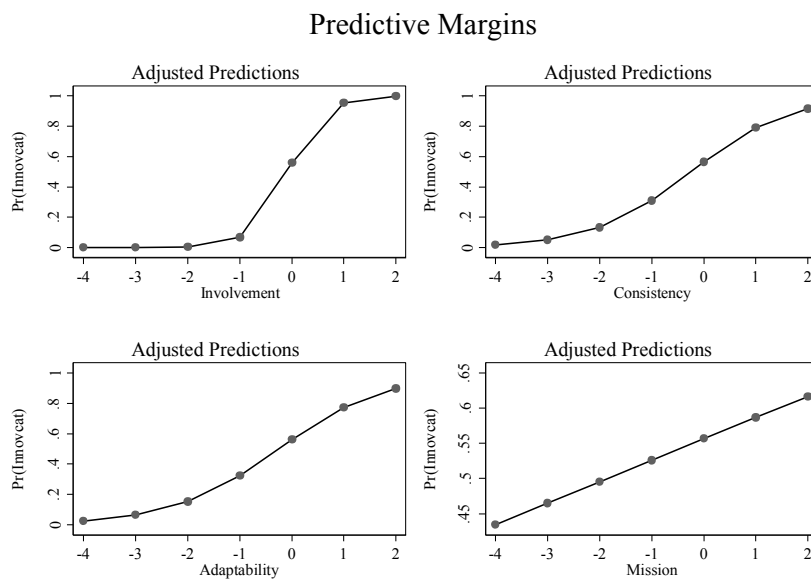 Predictive Margins
Adjusted Predictions
Pr(Innovcat)
0 .2 .4 .6 .8 1
-4 -3 -2 -1 0 1 2
Involvement
Adjusted Predictions
Pr(Innovcat)
0 .2 .4 .6 .8 1
-4 -3 -2 -1 0 1 2
Consistency
Adjusted Predictions
Pr(Innovcat)
0 .2 .4 .6 .8 1
-4 -3 -2 -1 0 1 2
Adaptability
Adjusted Predictions
Pr(Innovcat)
.45 .5 .55 .6 .65
-4 -3 -2 -1 0 1 2
Mission